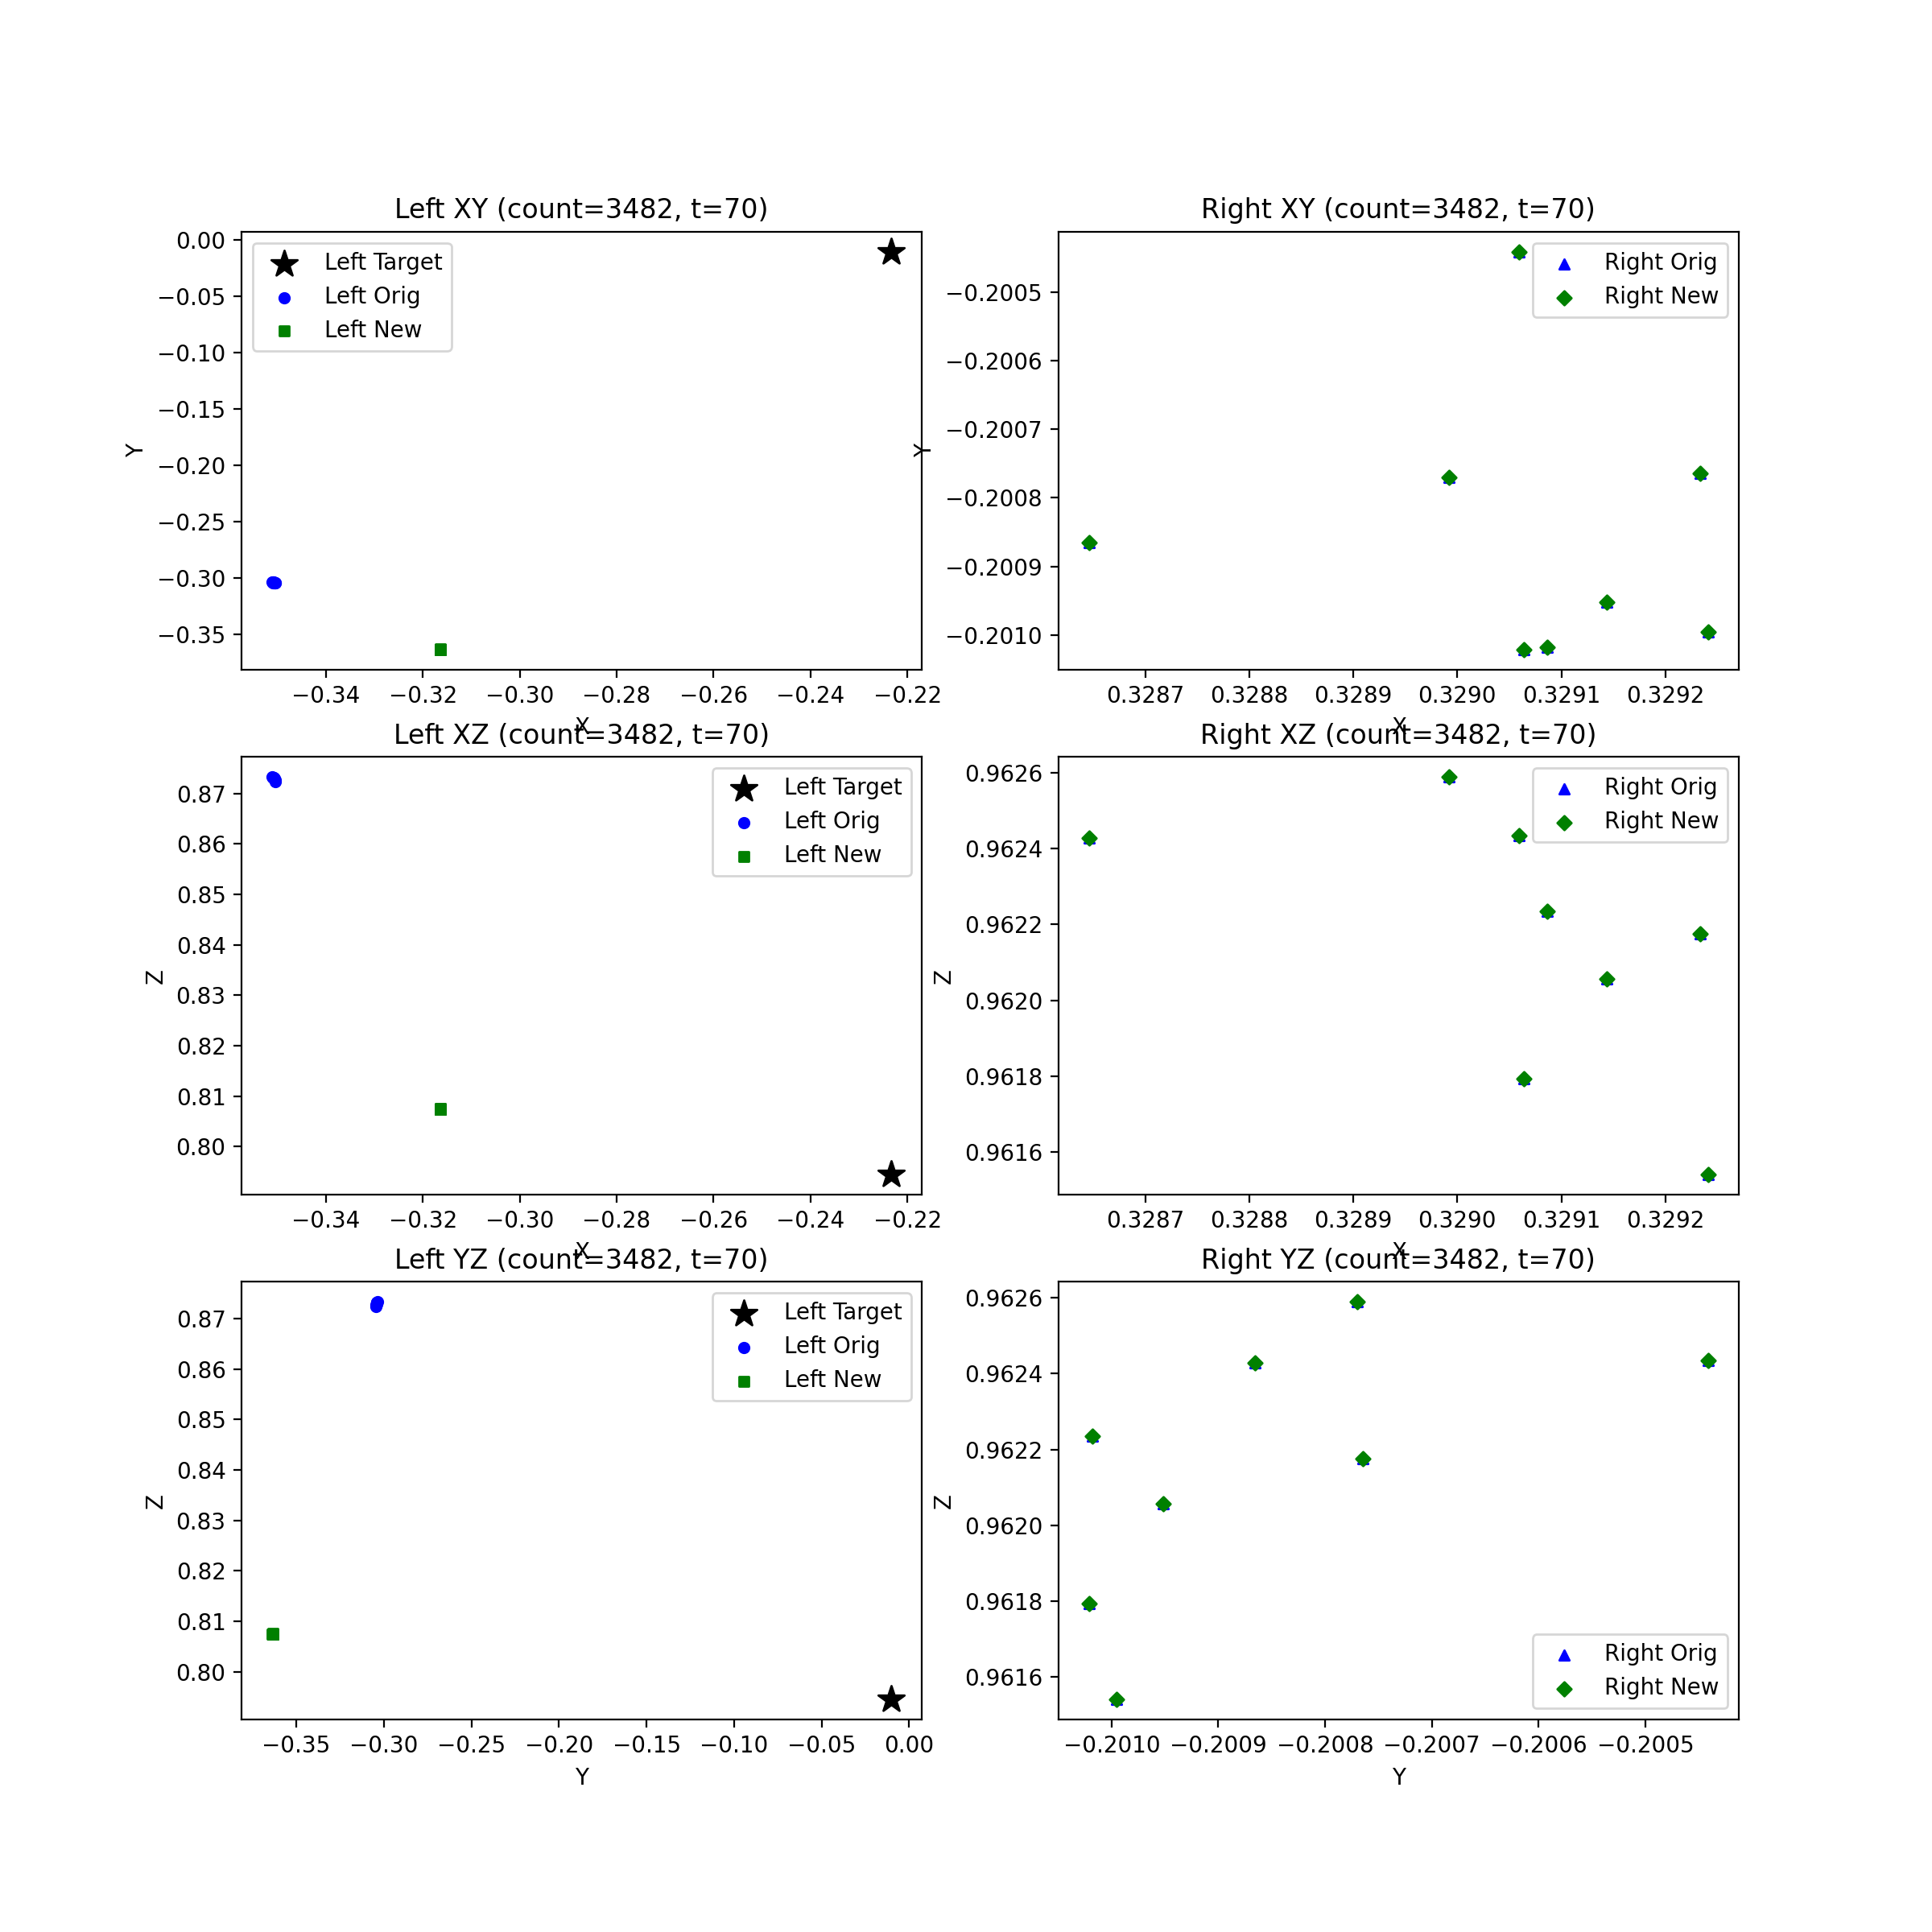 Left XY (count=3482, t=70)
0.00
−0.05
−0.10
−0.15
−0.20
−0.25
−0.30
−0.35
Y
Left Target
Left Orig
Left New
−0.34 −0.32 −0.30 −0.28 −0.26 −0.24 −0.22
X
Right XY (count=3482, t=70)
−0.2005
−0.2006
−0.2007
−0.2008
−0.2009
−0.2010
Y
Right Orig
Right New
0.3287 0.3288 0.3289 0.3290 0.3291 0.3292
X
Left XZ (count=3482, t=70)
0.87
0.86
0.85
0.84
0.83
0.82
0.81
0.80
Z
Left Target
Left Orig
Left New
−0.34 −0.32 −0.30 −0.28 −0.26 −0.24 −0.22
X
Right XZ (count=3482, t=70)
0.9626
0.9624
0.9622
0.9620
0.9618
0.9616
Z
Right Orig
Right New
0.3287 0.3288 0.3289 0.3290 0.3291 0.3292
X
Left YZ (count=3482, t=70)
0.87
0.86
0.85
0.84
0.83
0.82
0.81
0.80
Z
Left Target
Left Orig
Left New
−0.35 −0.30 −0.25 −0.20 −0.15 −0.10 −0.05 0.00
Y
Right YZ (count=3482, t=70)
0.9626
0.9624
0.9622
0.9620
0.9618
0.9616
Z
Right Orig
Right New
−0.2010 −0.2009 −0.2008 −0.2007 −0.2006 −0.2005
Y